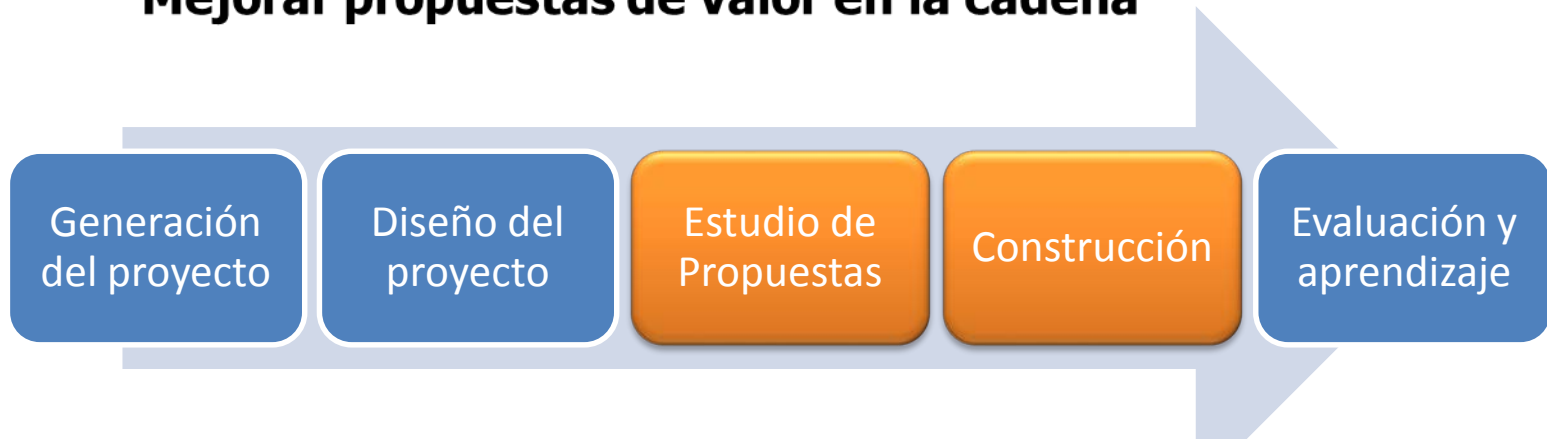 Mejorar propuestas de valor en la cadena
Generación
del proyecto
Diseño del
proyecto
Estudio de
Propuestas
Construcción
Evaluación y
aprendizaje